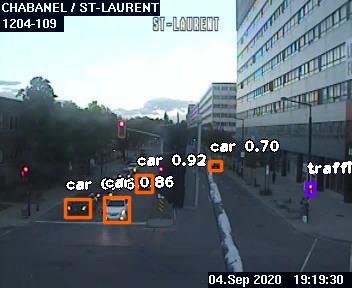 CHABANEL / ST-LAURENT
1204-109
ST-LAURENT
car 0.70
car 0.92
traffi
car 0.86
04.Sep 2020 19:19:30